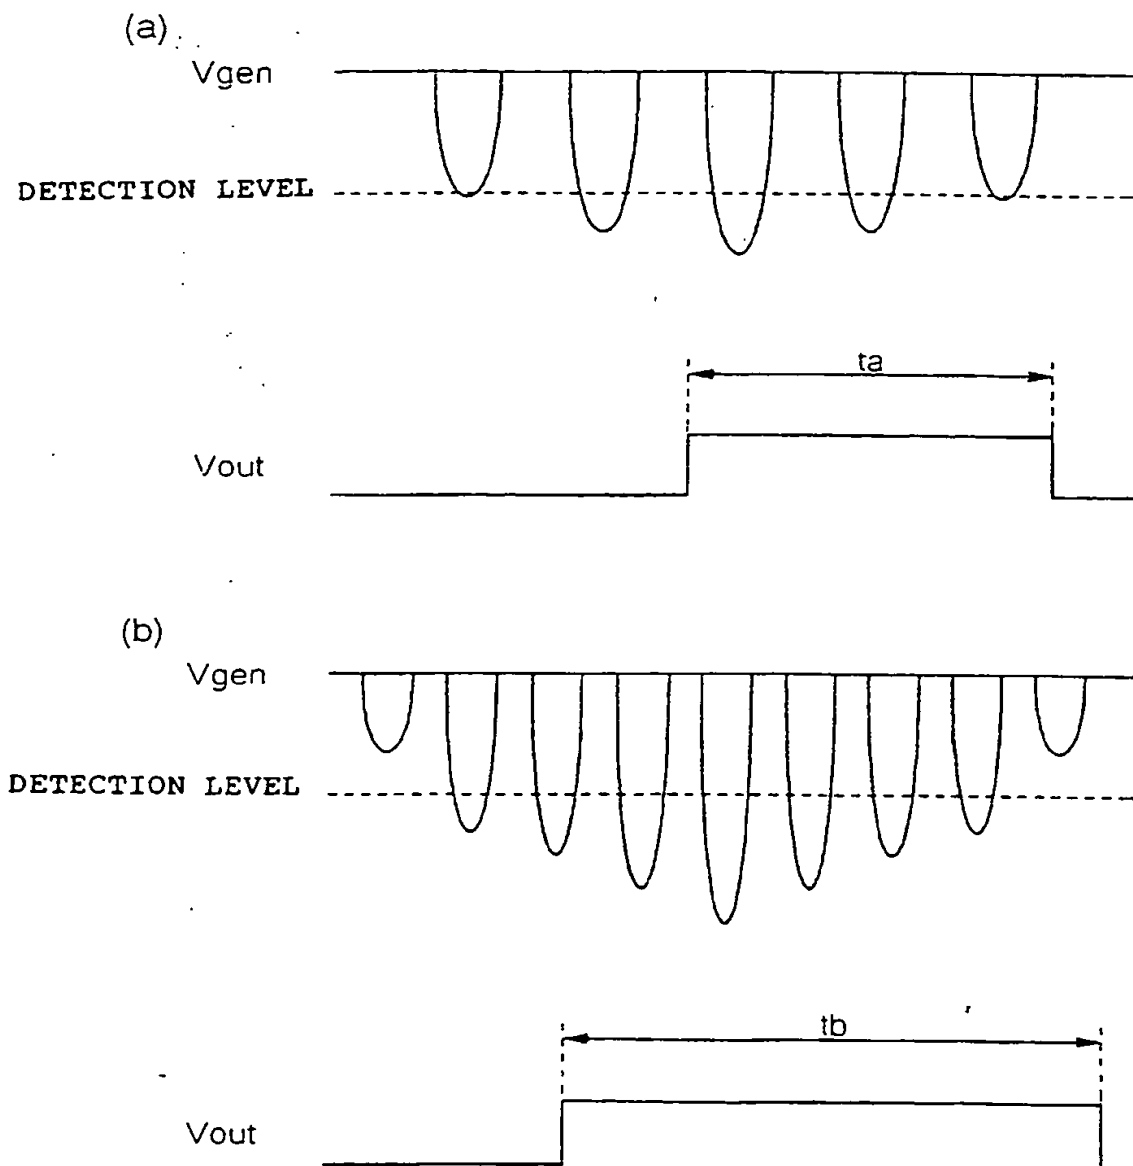 (a)
Vgen
DETECTION LEVEL
ta
Vout
(b)
Vgen
DETECTION LEVEL
tb
Vout